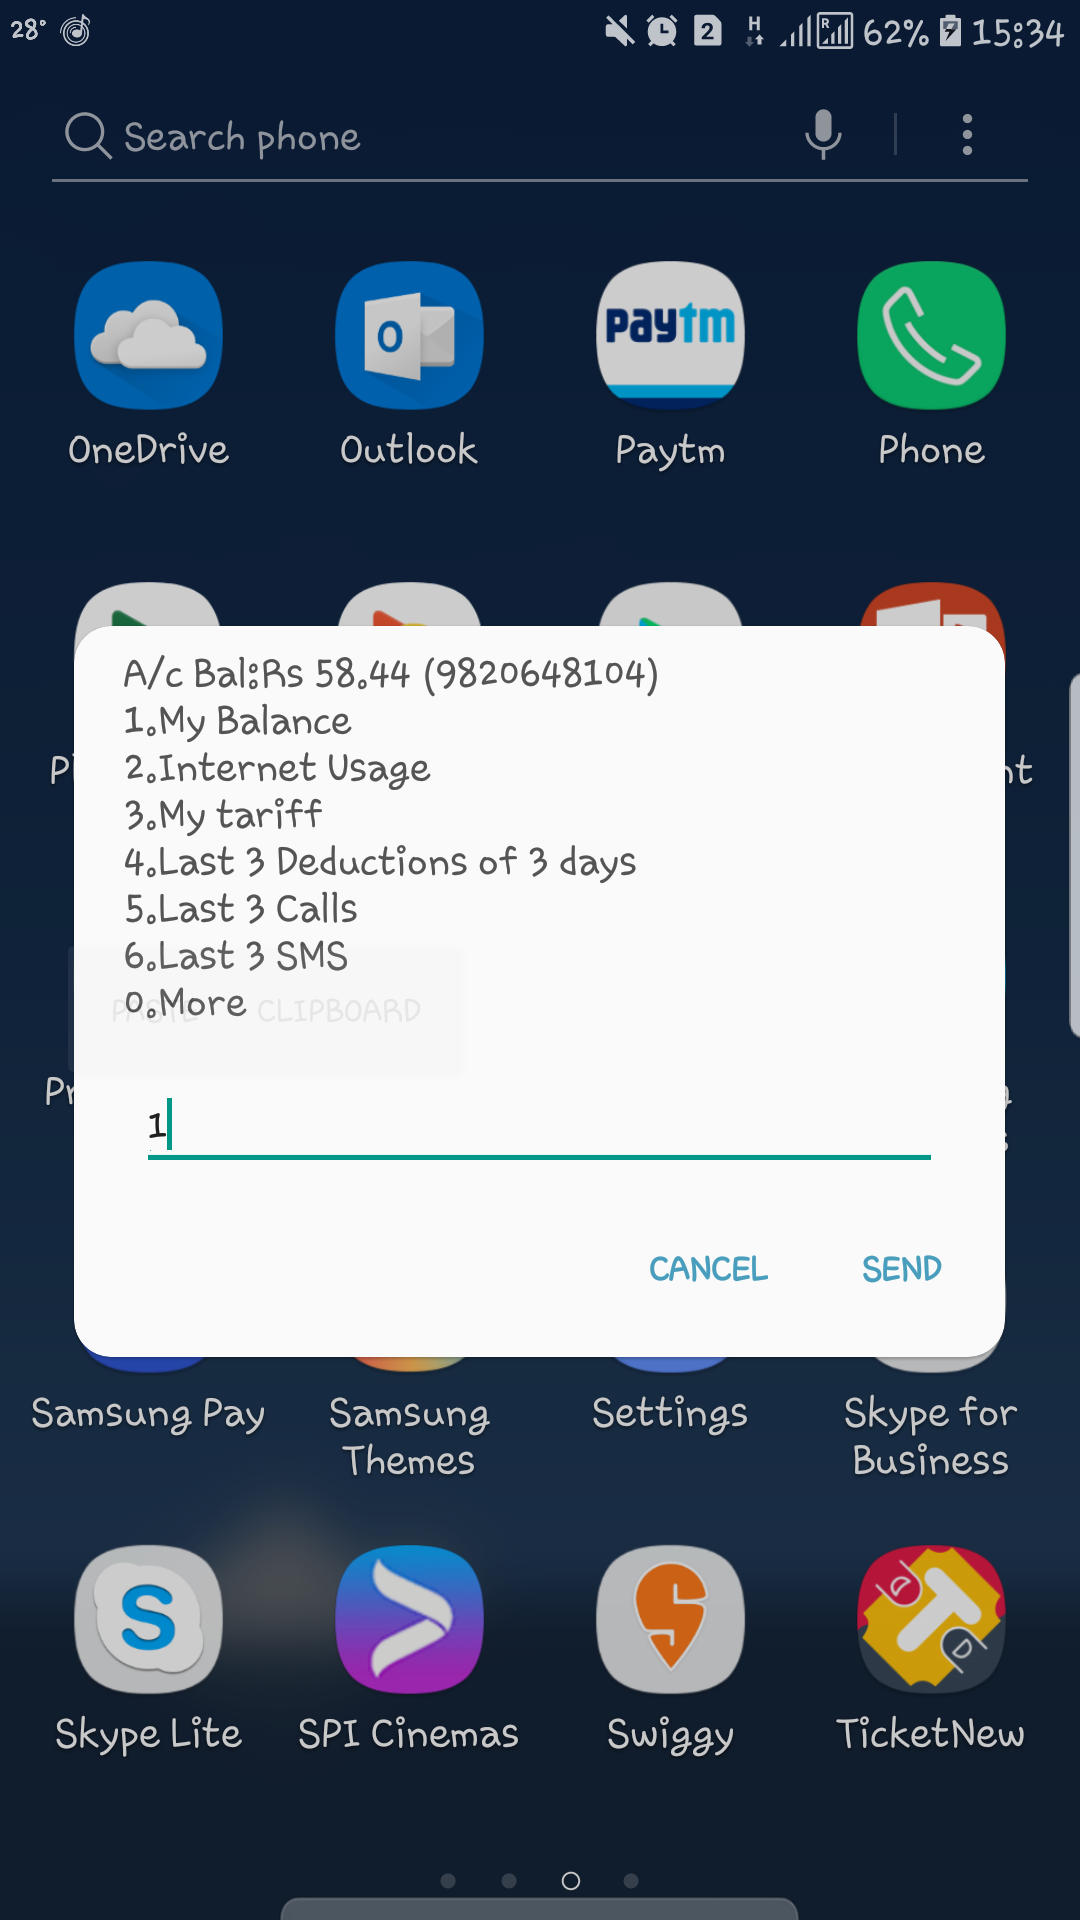 28°
2 H R 62% 15:34
Search phone
O
paytm
OneDrive Outlook Paytm Phone
A/c Bal:Rs 58.44 (9820648104)
1.My Balance
2.Internet Usage
3.My tariff
4.Last 3 Deductions of 3 days
5.Last 3 Calls
6.Last 3 SMS
0.More
PASTE CLIPBOARD
1
CANCEL SEND
Samsung Pay Samsung Themes Settings Skype for Business
S
Skype Lite SPI Cinemas Swiggy TicketNew